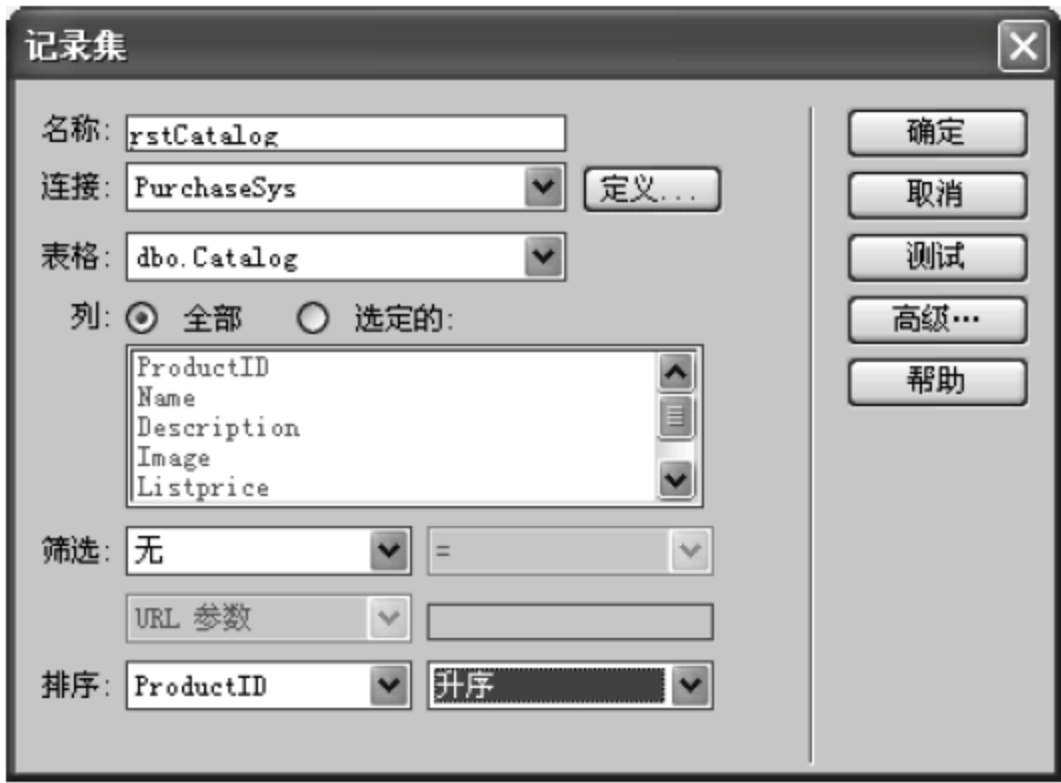 记录集
名称: rstCatalog
确定
连接: PurchaseSys 定义...
取消
表格: dbo.Catalog
测试
列: 全部 选定的:
高级…
ProductID
帮助
Name
Description
Image
Listprice
筛选: 无 =
URL 参数
排序: ProductID 升序